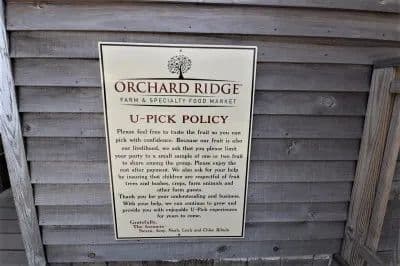 ORCHARD RIDGE
FARM & SPECIALTY FOOD MARKET
U-PICK POLICY
Please feel free to taste the fruit so you can
pick with confidence. Because our fruit is also
our livelihood, we ask that you please limit
your party to a small sample of one or two fruit
to share among the group. Please enjoy the
rest after payment. We also ask for your help
by insuring that children are respectful of fruit
trees and bushes, crops, farm animals and
other farm guests.
Thank you for your understanding and business.
With your help, we can continue to grow and
provide you with enjoyable U-Pick experiences
for years to come.
Gratefully,
The
and